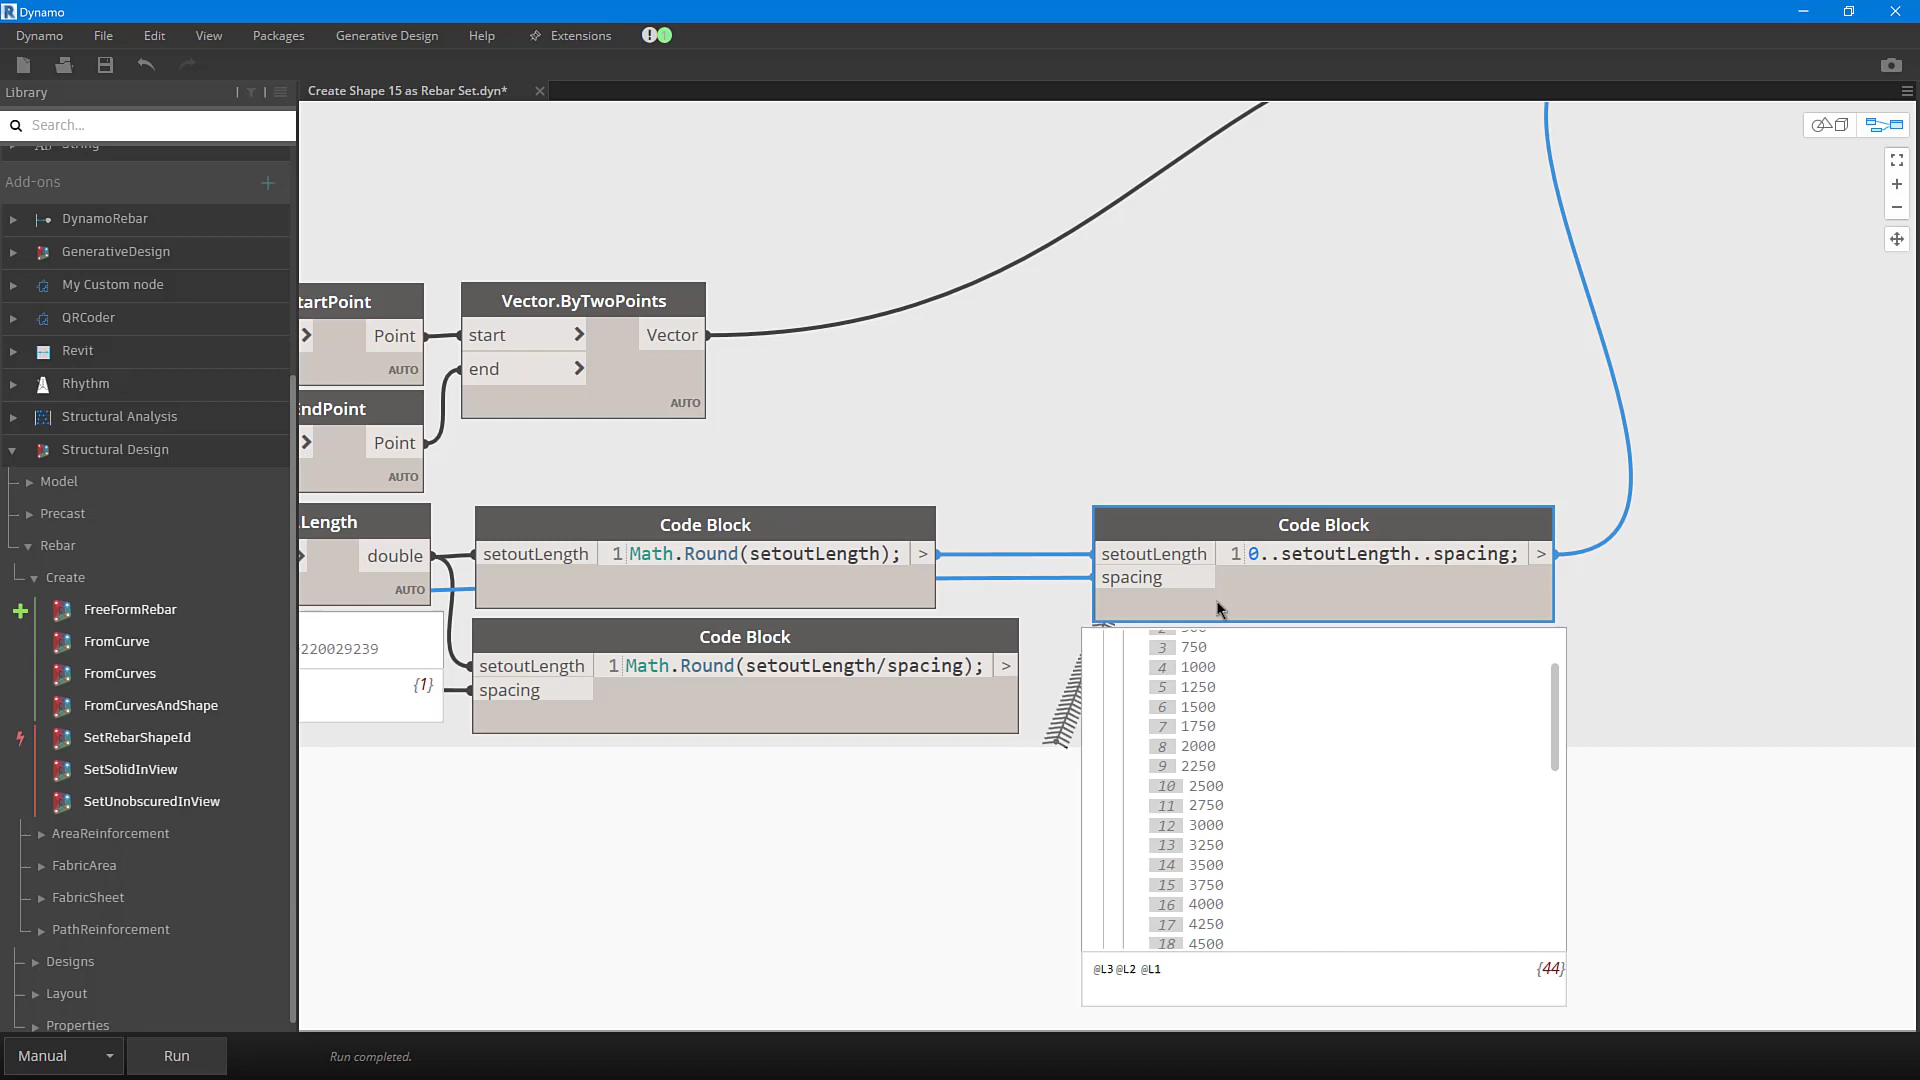 Dynamo
Dynamo File Edit View Packages Generative Design Help Extensions
Library
Create Shape 15 as Rebar Set.dyn*
Search...
String
Add-ons
DynamoRebar
GenerativeDesign
My Custom node
QRCoder
Revit
Rhythm
Structural Analysis
Structural Design
Model
Precast
Rebar
Create
FreeFormRebar
FromCurve
FromCurves
FromCurvesAndShape
SetRebarShapeId
SetSolidInView
SetUnobscuredInView
AreaReinforcement
FabricArea
FabricSheet
PathReinforcement
Designs
Layout
Properties
tartPoint
Point
AUTO
Vector.ByTwoPoints
start
end
Vector
AUTO
EndPoint
Point
AUTO
.Length
double
AUTO
220029239
{1}
Code Block
setoutLength 1 Math.Round(setoutLength); >
Code Block
setoutLength 1 Math.Round(setoutLength/spacing); >
spacing
Code Block
setoutLength 1 0..setoutLength..spacing; >
spacing
2 500
3 750
4 1000
5 1250
6 1500
7 1750
8 2000
9 2250
10 2500
11 2750
12 3000
13 3250
14 3500
15 3750
16 4000
17 4250
18 4500
@L3 @L2 @L1 {44}
Manual Run Run completed.